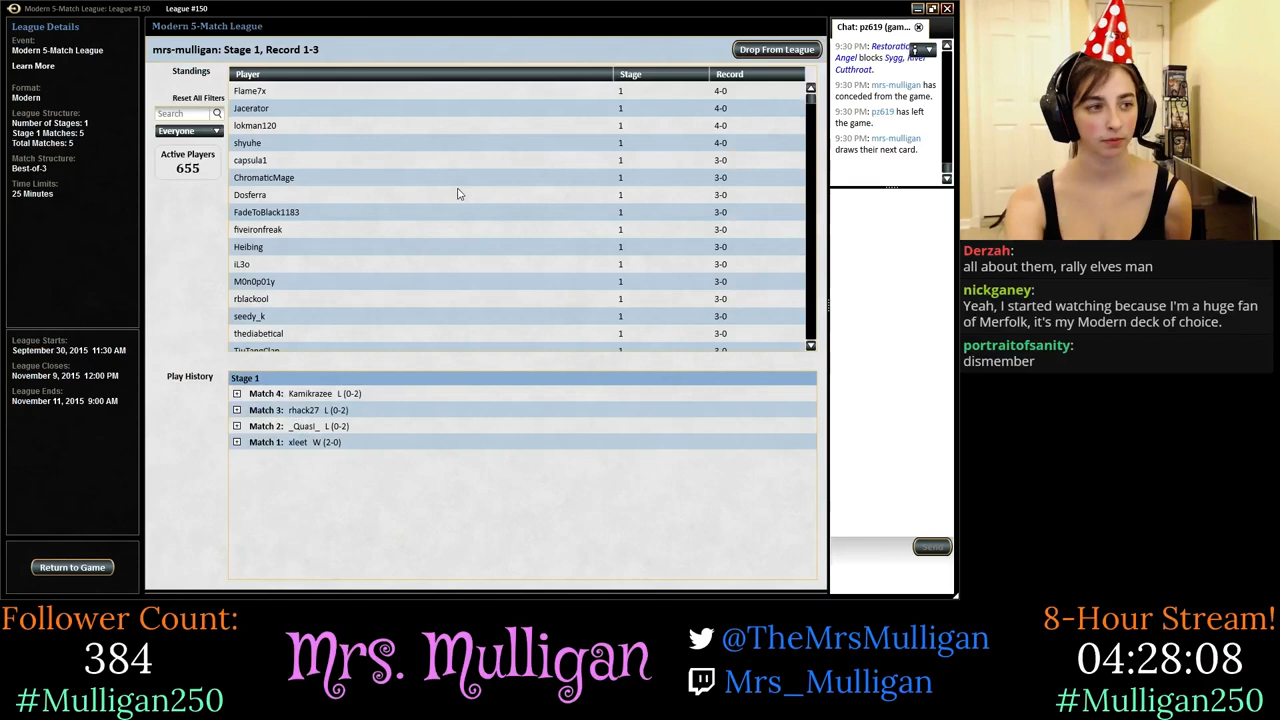 Modern 5-Match League: League #150
League #150
League Details
Event:
Modern 5-Match League
Learn More
Format:
Modern
League Structure:
Number of Stages: 1
Stage 1 Matches: 5
Total Matches: 5
Match Structure:
Best-of-3
Time Limits:
25 Minutes
League Starts:
September 30, 2015 11:30 AM
League Closes:
November 9, 2015 12:00 PM
League Ends:
November 11, 2015 9:00 AM
Return to Game
Modern 5-Match League
mrs-mulligan: Stage 1, Record 1-3
Drop From League
Standings
Reset All Filters
Search
Everyone
Active Players
655
Player Stage Record
Flame7x 1 4-0
Jacerator 1 4-0
lokman120 1 4-0
shyuhe 1 4-0
capsula1 1 3-0
ChromaticMage 1 3-0
Dosferra 1 3-0
FadeToBlack1183 1 3-0
fiveironfreak 1 3-0
Heibing 1 3-0
iL3o 1 3-0
M0n0p01y 1 3-0
rblackool 1 3-0
seedy_k 1 3-0
thediabetical 1 3-0
TiuTangClan 1 3-0
Play History
Stage 1
Match 4: Kamikrazee L (0-2)
Match 3: rhack27 L (0-2)
Match 2: _Quasi_ L (0-2)
Match 1: xleet W (2-0)
Chat: pz619 (gam...
9:30 PM: Restoratic
Angel blocks Sygg, River
Cutthroat.
9:30 PM: mrs-mulligan has
conceded from the game.
9:30 PM: pz619 has left
the game.
9:30 PM: mrs-mulligan
draws their next card.
Send
Derzah:
all about them, rally elves man
nickganey:
Yeah, I started watching because I'm a huge fan
of Merfolk, it's my Modern deck of choice.
portraitofsanity:
dismember
Follower Count:
384
#Mulligan250
Mrs. Mulligan
@TheMrsMulligan
Mrs_Mulligan
8-Hour Stream!
04:28:08
#Mulligan250